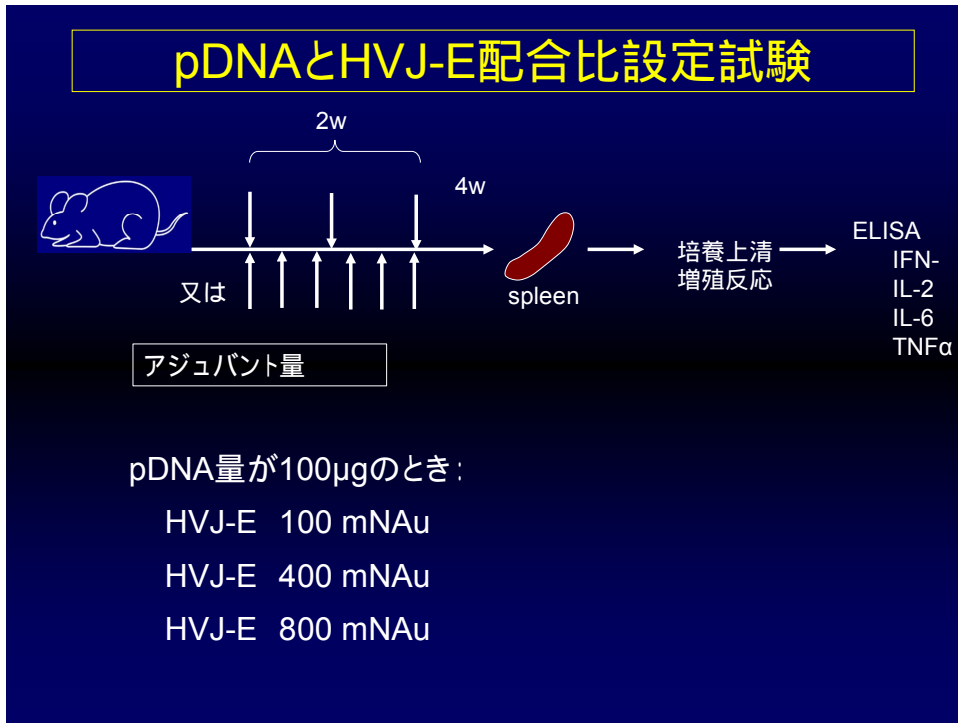 pDNAとHVJ-E配合比設定試験
2w
4w
又は
spleen
培養上清
増殖反応
ELISA
IFN-
IL-2
IL-6
TNFα
アジュバント量
pDNA量が100μgのとき:
HVJ-E 100 mNAu
HVJ-E 400 mNAu
HVJ-E 800 mNAu